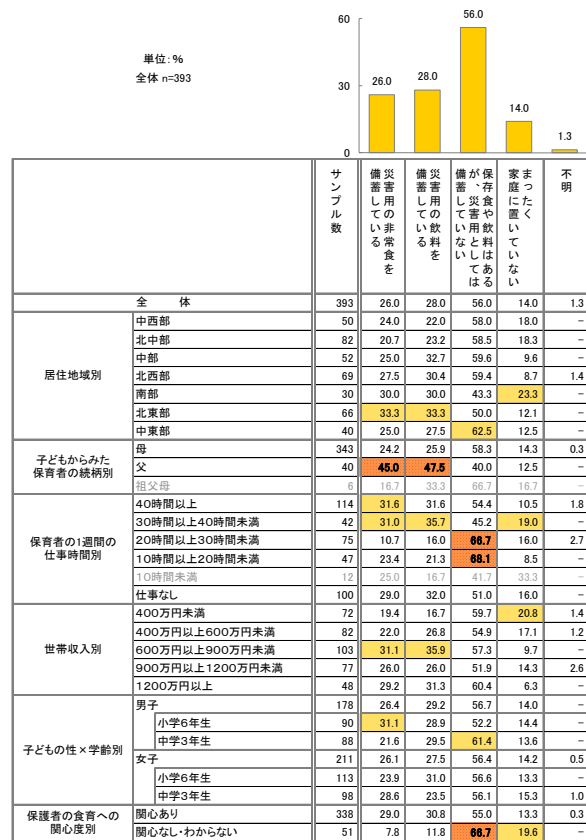 単位：%
全体 n=393
60
30
0
26.0
28.0
56.0
14.0
1.3
サンプル数
災害用の非常食を備蓄している
災害用の飲料を備蓄している
保存食や飲料はあるが、災害用としては備蓄していない
まったく家庭に置いていない
不明
全　体 393 26.0 28.0 56.0 14.0 1.3
居住地域別
中西部 50 24.0 22.0 58.0 18.0 −
北中部 82 20.7 23.2 58.5 18.3 −
中部 52 25.0 32.7 59.6 9.6 −
北西部 69 27.5 30.4 59.4 8.7 1.4
南部 30 30.0 30.0 43.3 23.3 −
北東部 66 33.3 33.3 50.0 12.1 −
中東部 40 25.0 27.5 62.5 12.5 −
子どもからみた
保育者の続柄別
母 343 24.2 25.9 58.3 14.3 0.3
父 40 45.0 47.5 40.0 12.5 −
祖父母 6 16.7 33.3 66.7 16.7 −
保育者の1週間の
仕事時間別
40時間以上 114 31.6 31.6 54.4 10.5 1.8
30時間以上40時間未満 42 31.0 35.7 45.2 19.0 −
20時間以上30時間未満 75 10.7 16.0 66.7 16.0 2.7
10時間以上20時間未満 47 23.4 21.3 68.1 8.5 −
10時間未満 12 25.0 16.7 41.7 33.3 −
仕事なし 100 29.0 32.0 51.0 16.0 −
世帯収入別
400万円未満 72 19.4 16.7 59.7 20.8 1.4
400万円以上600万円未満 82 22.0 26.8 54.9 17.1 1.2
600万円以上900万円未満 103 31.1 35.9 57.3 9.7 −
900万円以上1200万円未満 77 26.0 26.0 51.9 14.3 2.6
1200万円以上 48 29.2 31.3 60.4 6.3 −
子どもの性×学齢別
男子 178 26.4 29.2 56.7 14.0 −
小学6年生 90 31.1 28.9 52.2 14.4 −
中学3年生 88 21.6 29.5 61.4 13.6 −
女子 211 26.1 27.5 56.4 14.2 0.5
小学6年生 113 23.9 31.0 56.6 13.3 −
中学3年生 98 28.6 23.5 56.1 15.3 1.0
保護者の食育への
関心度別
関心あり 338 29.0 30.8 55.0 13.3 0.3
関心なし・わからない 51 7.8 11.8 66.7 19.6 −